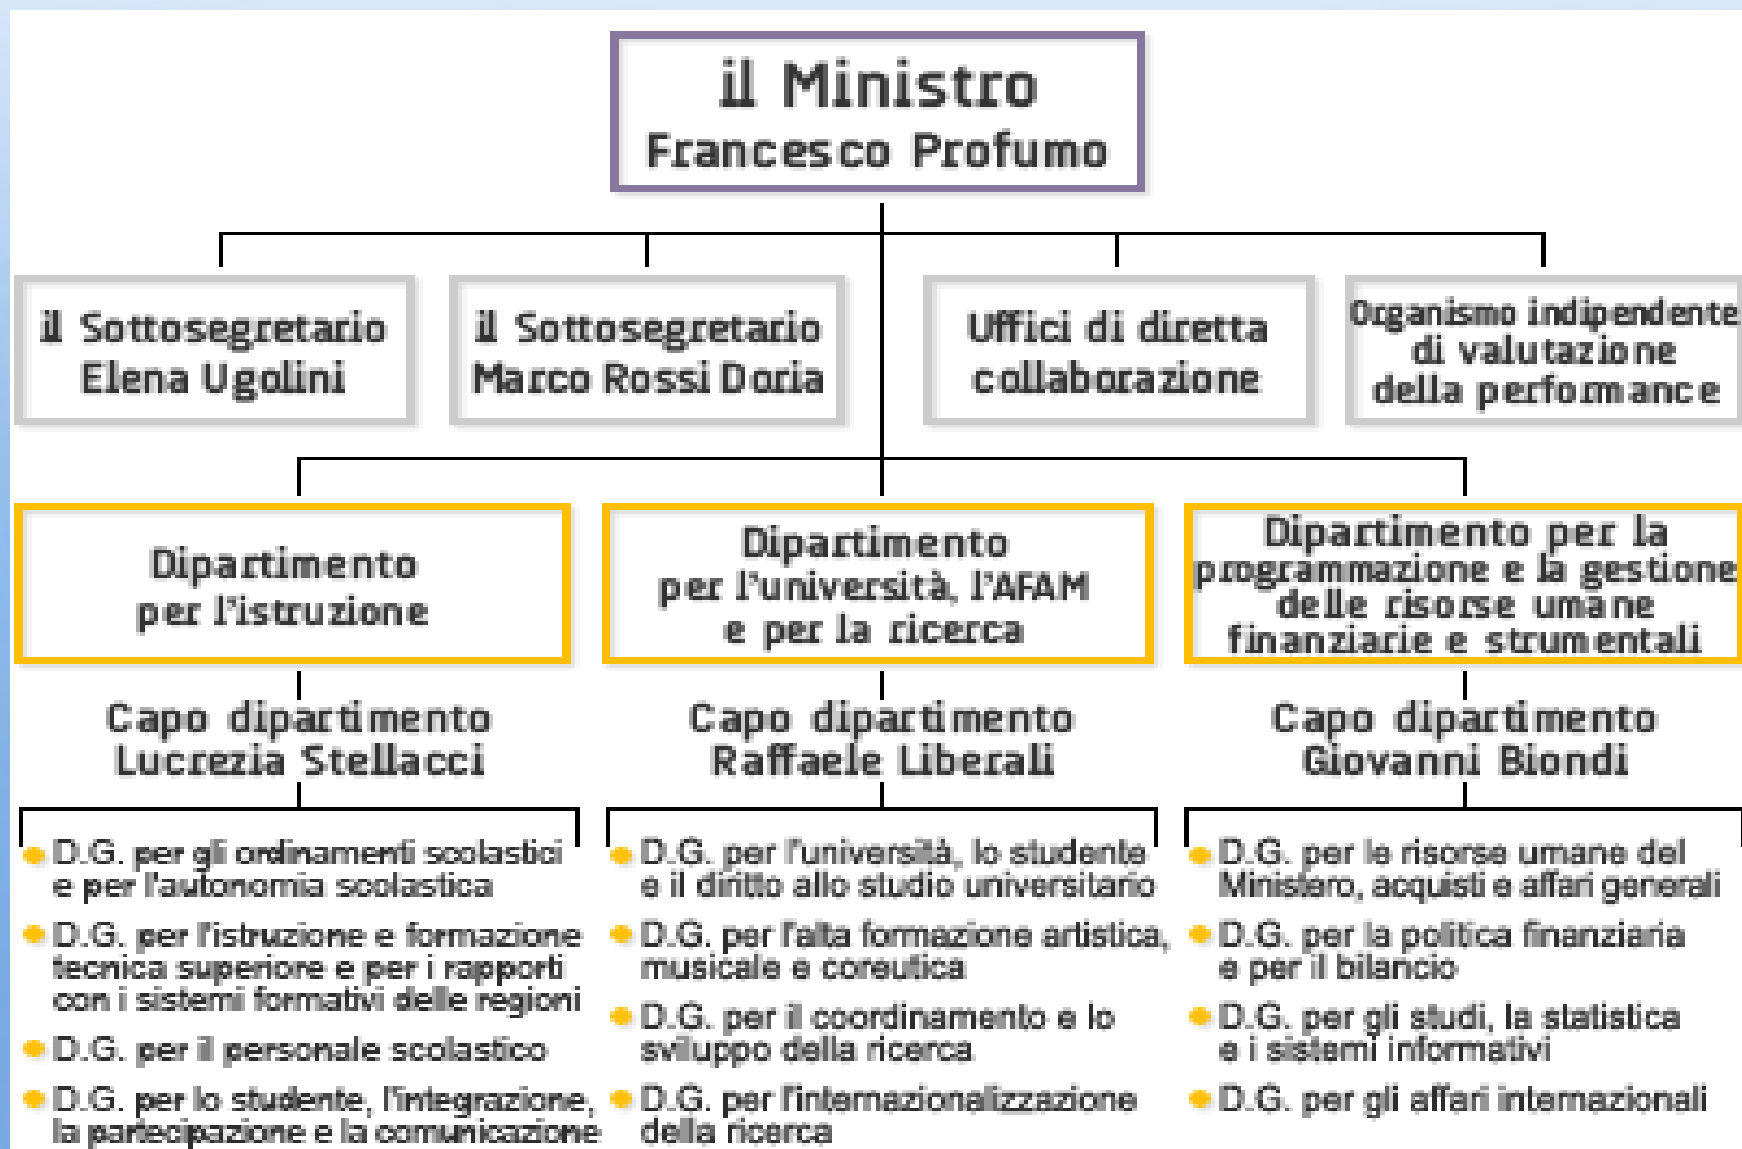 il Ministro
Francesco Profumo
il Sottosegretario
Elena Ugolini
il Sottosegretario
Marco Rossi Doria
Uffici di diretta
collaborazione
Organismo indipendente
di valutazione
della performance
Dipartimento
per l'istruzione
Dipartimento
per l'università, l'AFAM
e per la ricerca
Dipartimento per la
programmazione e la gestione
delle risorse umane
finanziarie e strumentali
Capo dipartimento
Lucrezia Stellacci
Capo dipartimento
Raffaele Liberali
Capo dipartimento
Giovanni Biondi
D.G. per gli ordinamenti scolastici
e per l'autonomia scolastica
D.G. per l'istruzione e formazione
tecnica superiore e per i rapporti
con i sistemi formativi delle regioni
D.G. per il personale scolastico
D.G. per lo studente, l'integrazione,
la partecipazione e la comunicazione
D.G. per l'università, lo studente
e il diritto allo studio universitario
D.G. per l'alta formazione artistica,
musicale e coreutica
D.G. per il coordinamento e lo
sviluppo della ricerca
D.G. per l'internazionalizzazione
della ricerca
D.G. per le risorse umane del
Ministero, acquisti e affari generali
D.G. per la politica finanziaria
e per il bilancio
D.G. per gli studi, la statistica
e i sistemi informativi
D.G. per gli affari internazionali